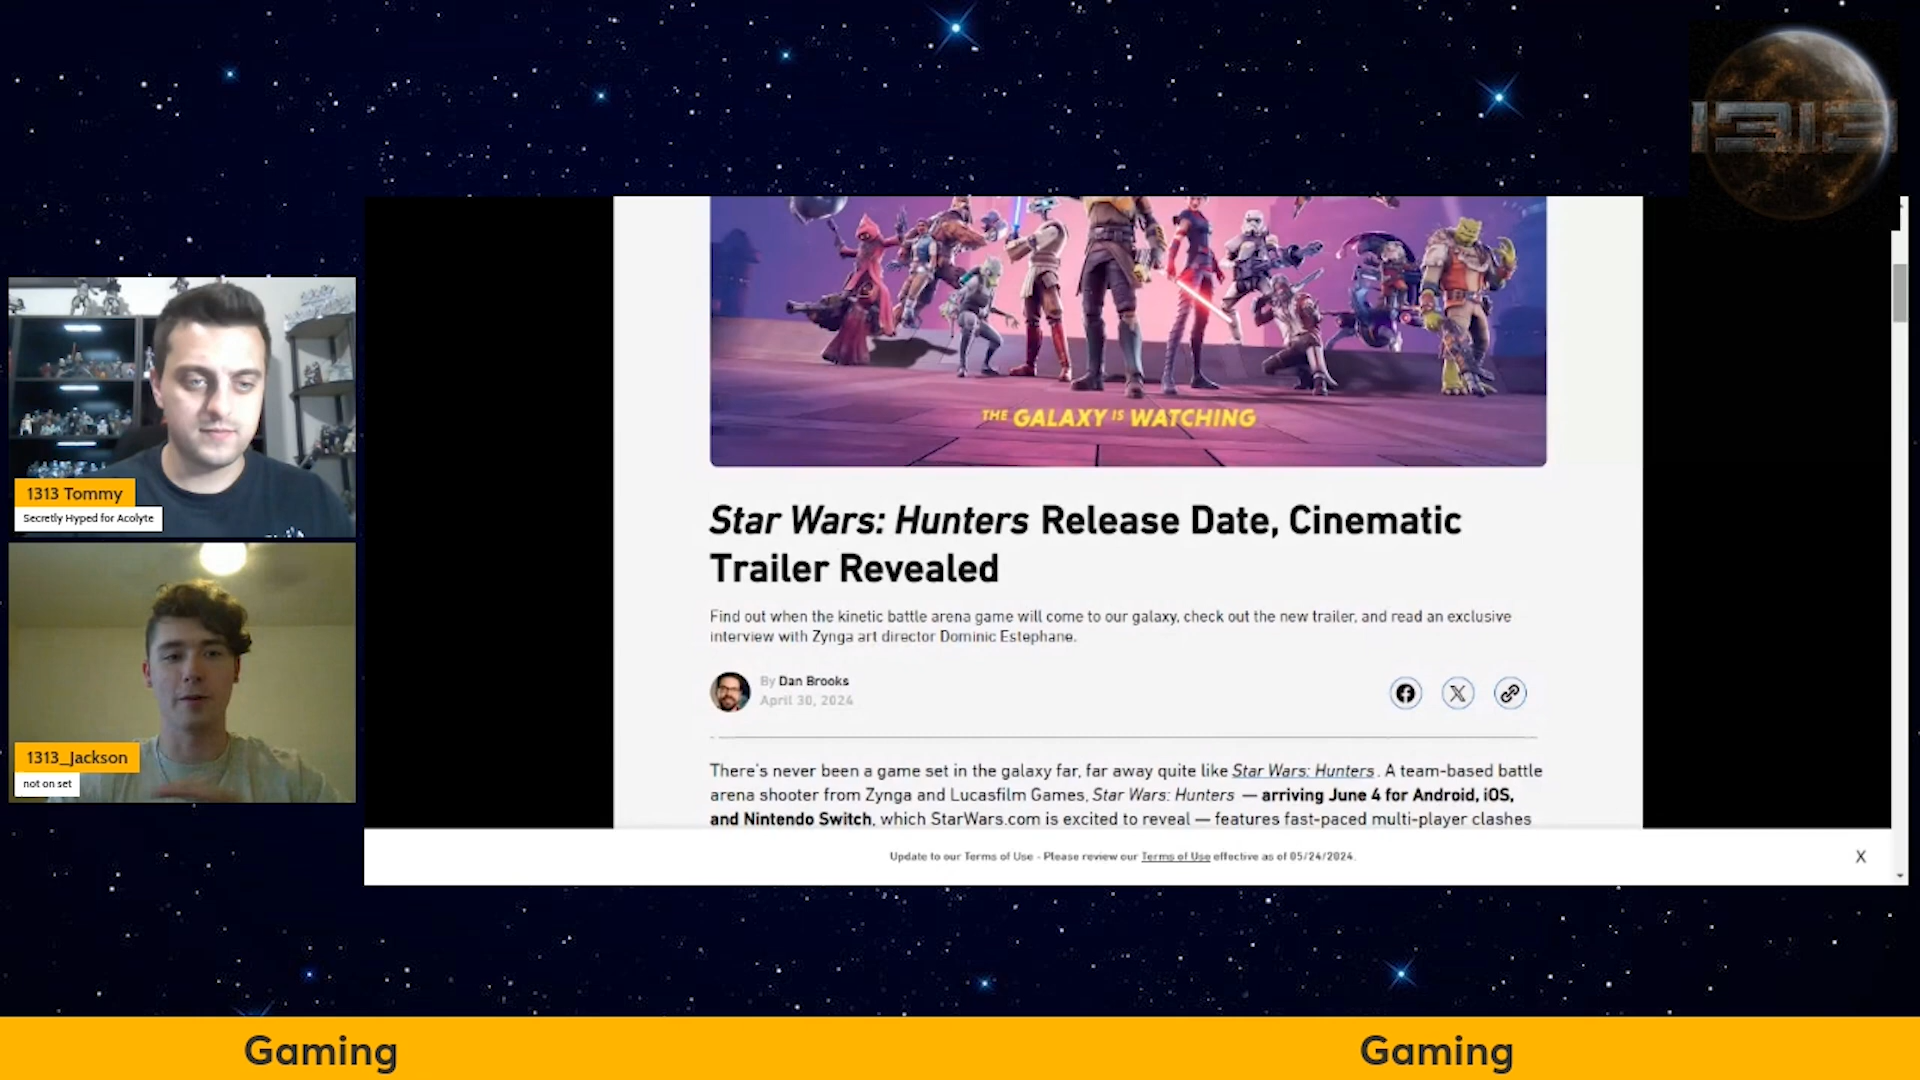 1313
THE GALAXY IS WATCHING
Star Wars: Hunters Release Date, Cinematic
Trailer Revealed
Find out when the kinetic battle arena game will come to our galaxy, check out the new trailer, and read an exclusive
interview with Zynga art director Dominic Estephane.
By Dan Brooks
April 30, 2024
There's never been a game set in the galaxy far, far away quite like Star Wars: Hunters. A team-based battle
arena shooter from Zynga and Lucasfilm Games, Star Wars: Hunters — arriving June 4 for Android, iOS,
and Nintendo Switch, which StarWars.com is excited to reveal — features fast-paced multi-player clashes
Update to our Terms of Use - Please review our Terms of Use effective as of 05/24/2024.
X
1313 Tommy
Secretly Hyped for Acolyte
1313_Jackson
not on set
Gaming
Gaming